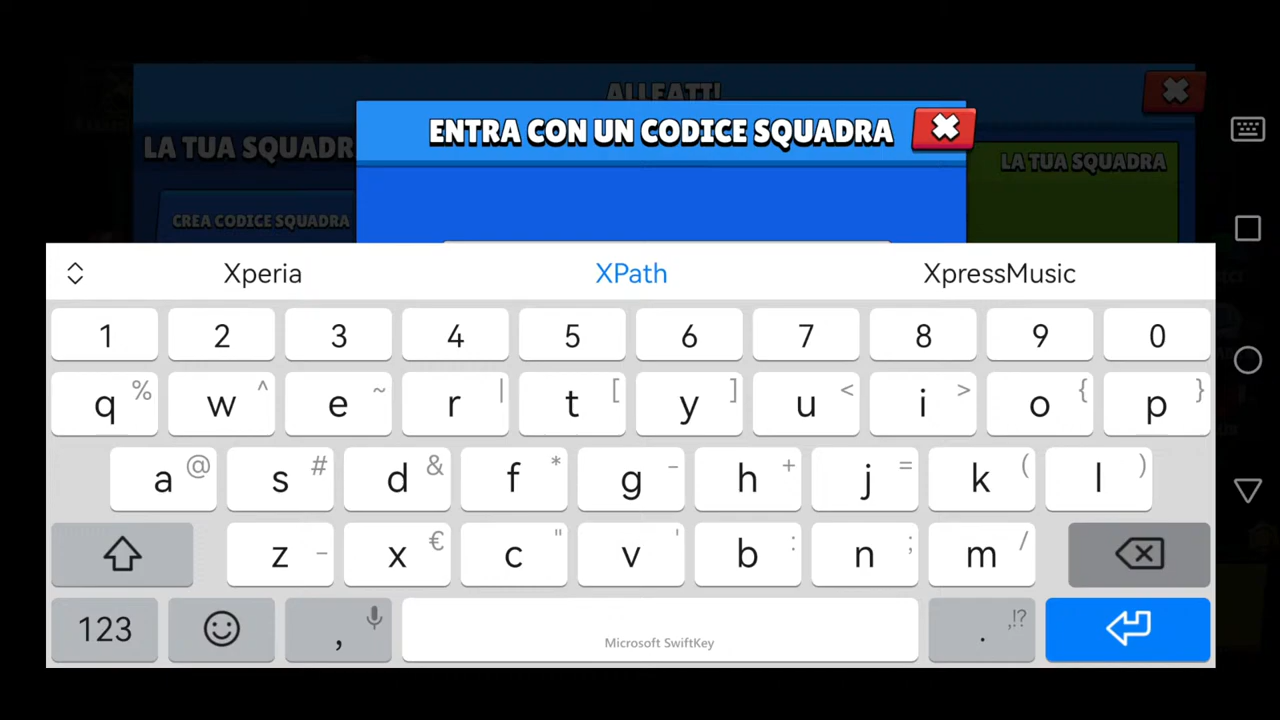 ALLEATI!
ENTRA CON UN CODICE SQUADRA
LA TUA SQUADR
LA TUA SQUADRA
CREA CODICE SQUADRA
Xperia XPath XpressMusic
1 2 3 4 5 6 7 8 9 0
q % w ^ e ~ r | t [ y ] u < i > o { p }
a @ s # d & f * g - h + j = k ( l )
z _ x € c " v ' b : n ; m /
123 , Microsoft SwiftKey . ,!?